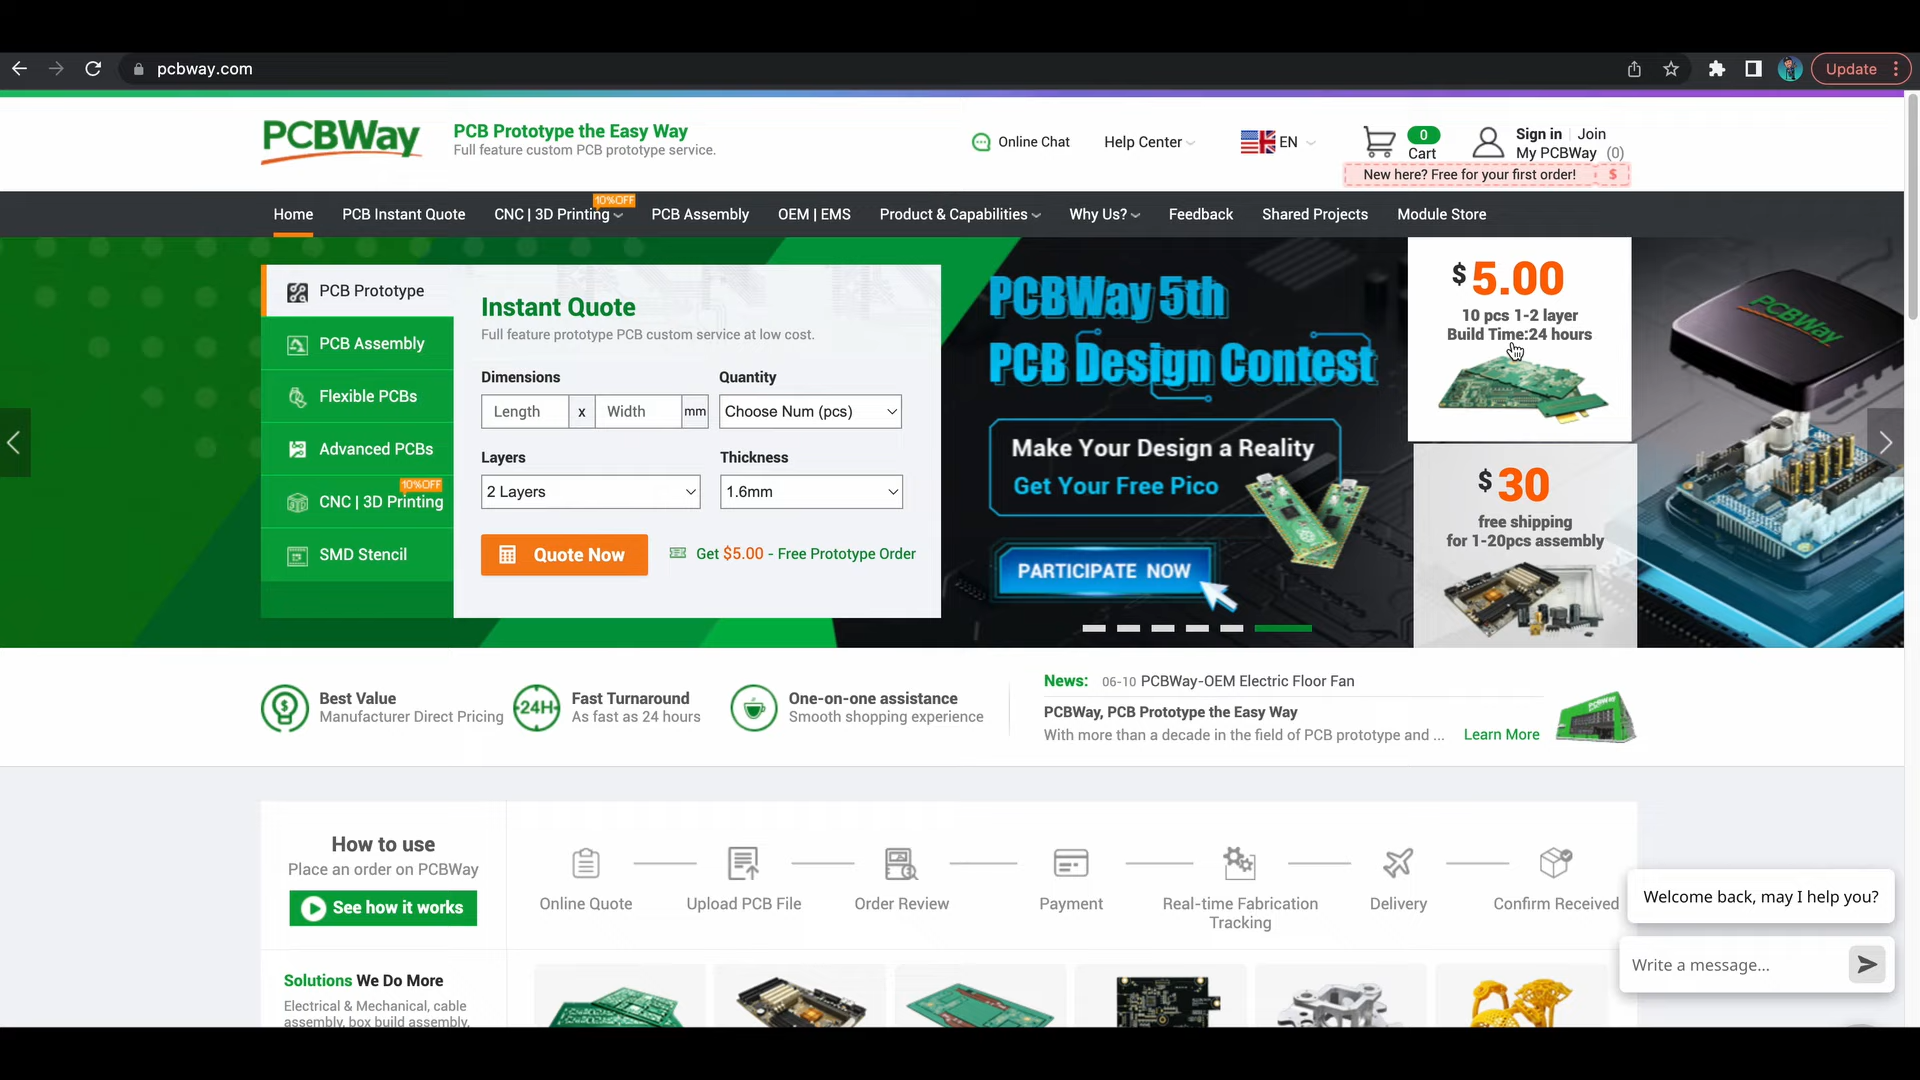 pcbway.com
Update
PCBWay
PCB Prototype the Easy Way
Full feature custom PCB prototype service.
Online Chat
Help Center
EN
0
Cart
Sign in
Join
My PCBWay (0)
New here? Free for your first order! $
Home
PCB Instant Quote
CNC | 3D Printing
10%OFF
PCB Assembly
OEM | EMS
Product & Capabilities
Why Us?
Feedback
Shared Projects
Module Store
PCB Prototype
PCB Assembly
Flexible PCBs
Advanced PCBs
10%OFF
CNC | 3D Printing
SMD Stencil
Instant Quote
Full feature prototype PCB custom service at low cost.
Dimensions
Quantity
Length x Width mm
Choose Num (pcs)
Layers
Thickness
2 Layers
1.6mm
Quote Now
Get $5.00 - Free Prototype Order
PCBWay 5th
PCB Design Contest
Make Your Design a Reality
Get Your Free Pico
PARTICIPATE NOW
$5.00
10 pcs 1-2 layer
Build Time:24 hours
$30
free shipping
for 1-20pcs assembly
PCBWay
Best Value
Manufacturer Direct Pricing
24H
Fast Turnaround
As fast as 24 hours
One-on-one assistance
Smooth shopping experience
News: 06-10 PCBWay-OEM Electric Floor Fan
PCBWay, PCB Prototype the Easy Way
With more than a decade in the field of PCB prototype and ... Learn More
PCBWay
How to use
Place an order on PCBWay
See how it works
Online Quote
Upload PCB File
Order Review
Payment
Real-time Fabrication
Tracking
Delivery
Confirm Received
Solutions We Do More
Electrical & Mechanical, cable
assembly, box build assembly,
Welcome back, may I help you?
Write a message...